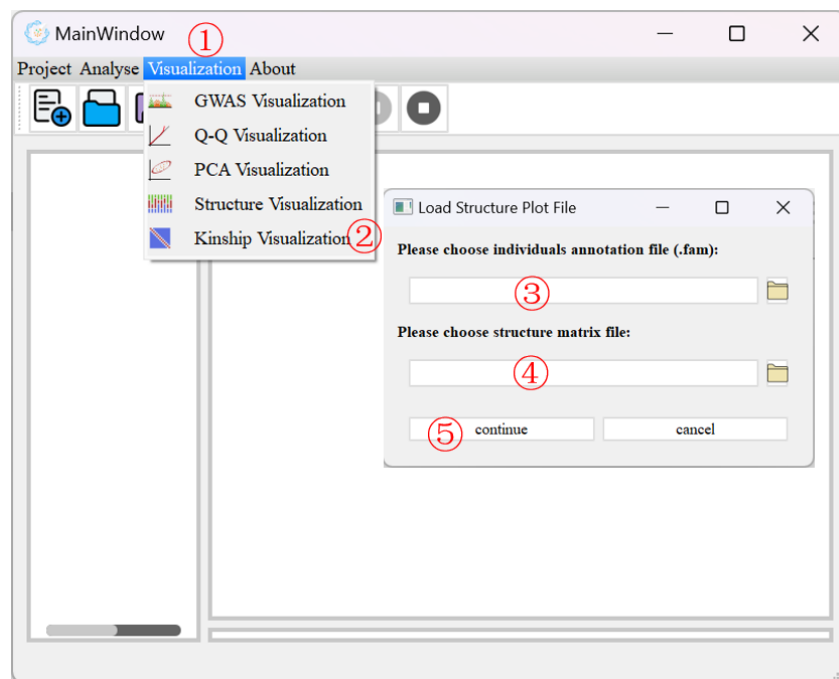 MainWindow
①
Project Analyse Visualization About
GWAS Visualization
Q-Q Visualization
PCA Visualization
Structure Visualization
Kinship Visualization ②
Load Structure Plot File
Please choose individuals annotation file (.fam):
③
Please choose structure matrix file:
④
⑤ continue cancel